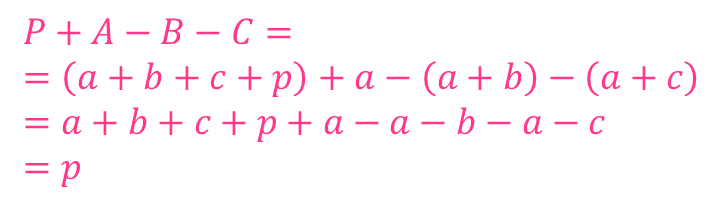 P + A − B − C =
= (a + b + c + p) + a − (a + b) − (a + c)
= a + b + c + p + a − a − b − a − c
= p